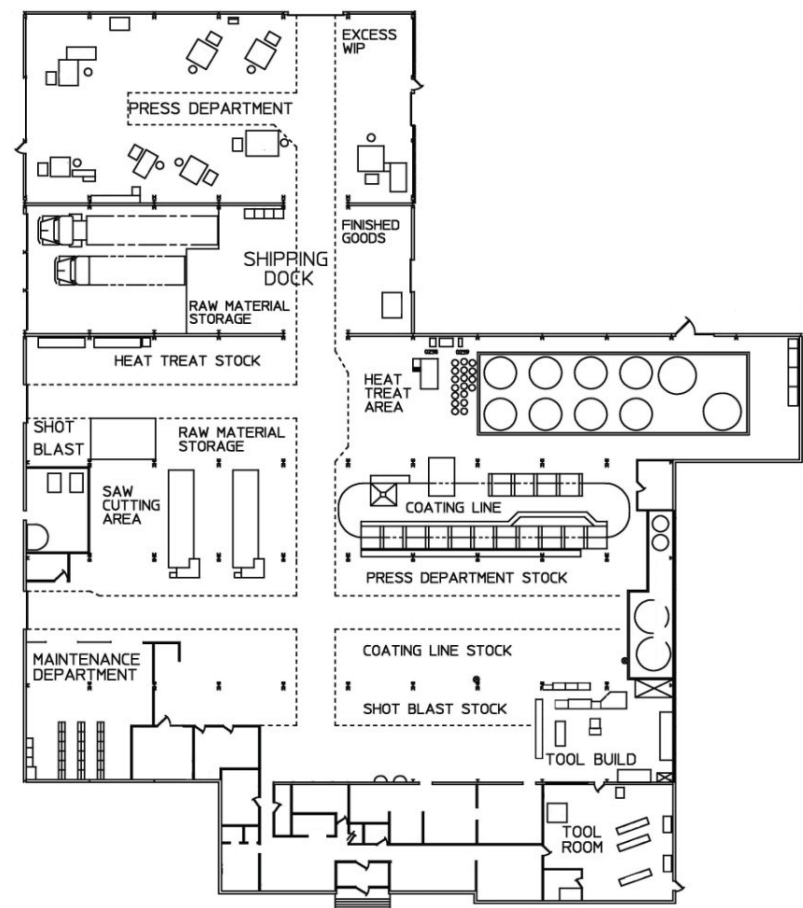 EXCESS
WIP
PRESS DEPARTMENT
FINISHED
GOODS
SHIPPING
DOCK
RAW MATERIAL
STORAGE
HEAT TREAT STOCK
HEAT
TREAT
AREA
SHOT
BLAST
RAW MATERIAL
STORAGE
SAW
CUTTING
AREA
COATING LINE
PRESS DEPARTMENT STOCK
MAINTENANCE
DEPARTMENT
COATING LINE STOCK
SHOT BLAST STOCK
TOOL BUILD
TOOL
ROOM